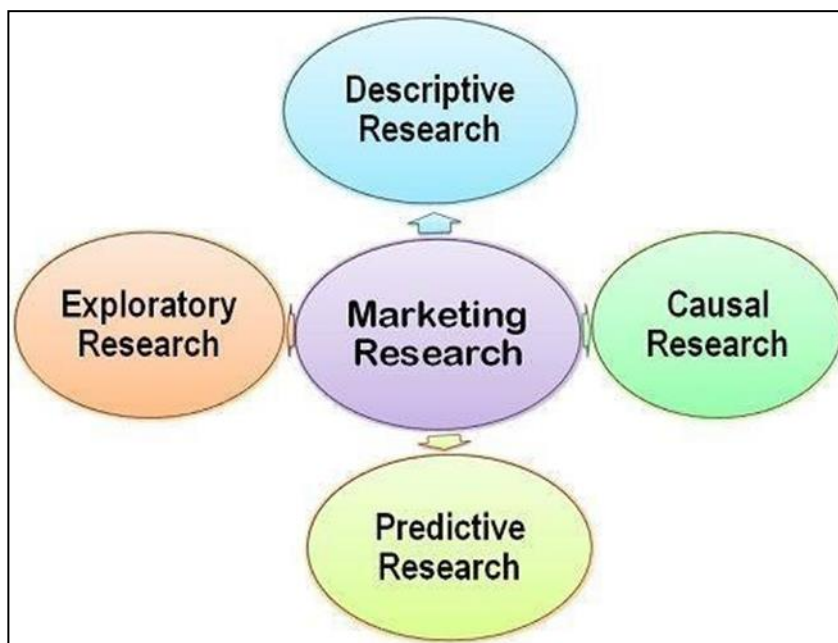 Descriptive
Research
Exploratory
Research
Marketing
Research
Causal
Research
Predictive
Research